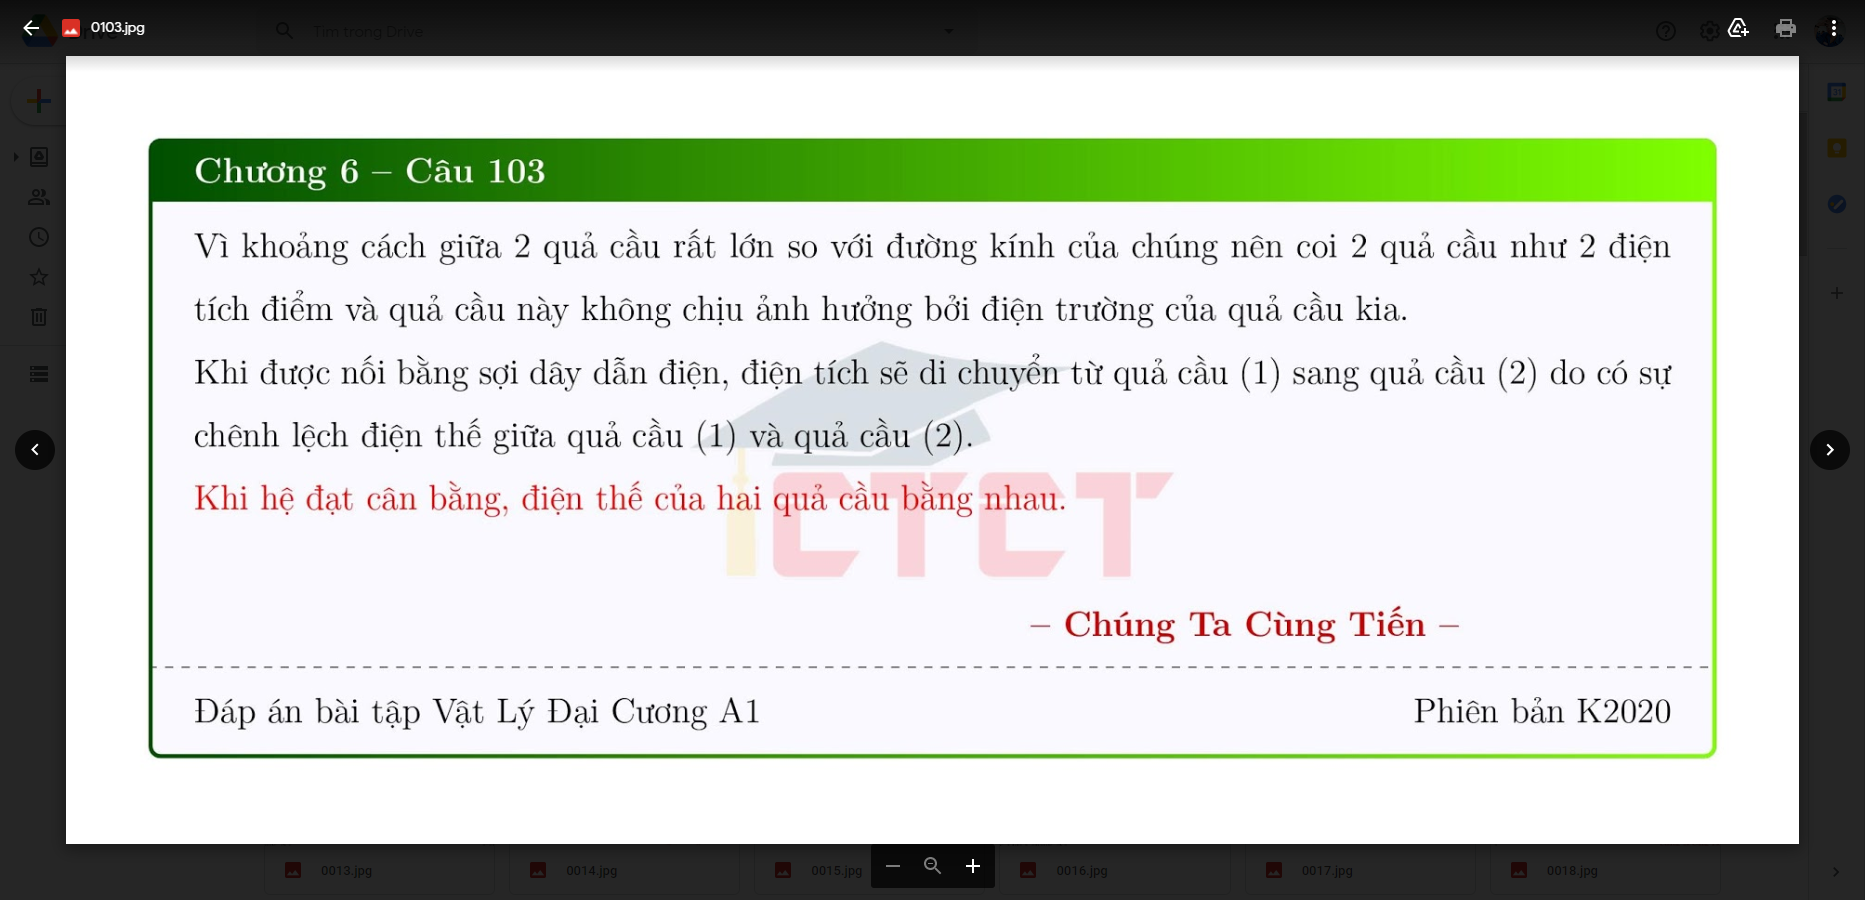 0103.jpg
Tìm trong Drive
Chương 6 – Câu 103
Vì khoảng cách giữa 2 quả cầu rất lớn so với đường kính của chúng nên coi 2 quả cầu như 2 điện
tích điểm và quả cầu này không chịu ảnh hưởng bởi điện trường của quả cầu kia.
Khi được nối bằng sợi dây dẫn điện, điện tích sẽ di chuyển từ quả cầu (1) sang quả cầu (2) do có sự
chênh lệch điện thế giữa quả cầu (1) và quả cầu (2).
Khi hệ đạt cân bằng, điện thế của hai quả cầu bằng nhau.
CTCT
– Chúng Ta Cùng Tiến –
Đáp án bài tập Vật Lý Đại Cương A1 Phiên bản K2020
0013.jpg 0014.jpg 0015.jpg 0016.jpg 0017.jpg 0018.jpg